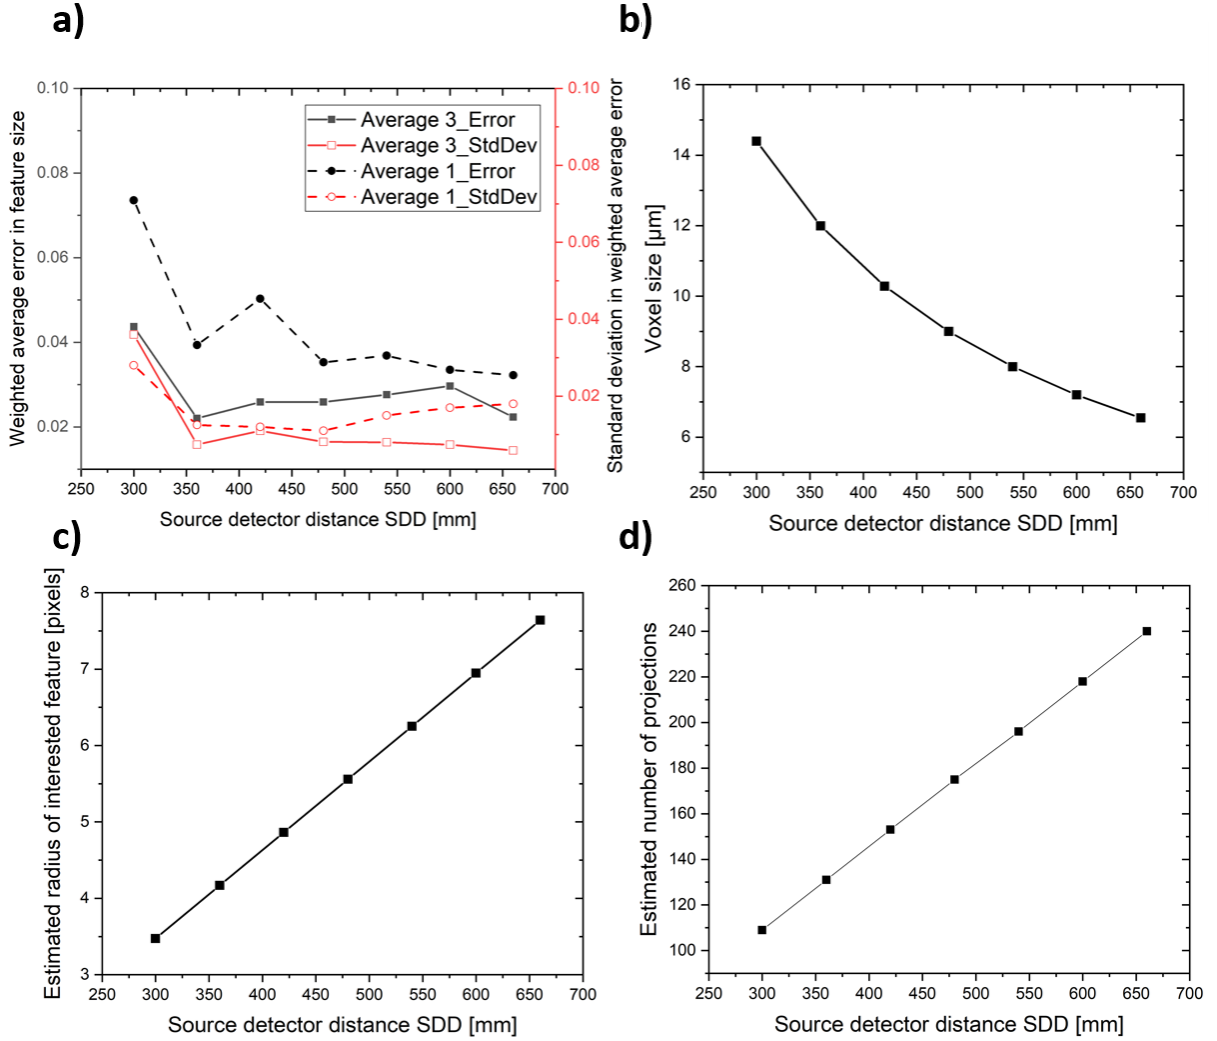 a)
Weighted average error in feature size
0.10
0.08
0.06
0.04
0.02
Average 3_Error
Average 3_StdDev
Average 1_Error
Average 1_StdDev
0.10
0.08
0.06
0.04
0.02
Standard deviation in weighted average error
250 300 350 400 450 500 550 600 650 700
Source detector distance SDD [mm]
b)
Voxel size [µm]
16
14
12
10
8
6
250 300 350 400 450 500 550 600 650 700
Source detector distance SDD [mm]
c)
Estimated radius of interested feature [pixels]
8
7
6
5
4
3
250 300 350 400 450 500 550 600 650 700
Source detector distance SDD [mm]
d)
Estimated number of projections
260
240
220
200
180
160
140
120
100
250 300 350 400 450 500 550 600 650 700
Source detector distance SDD [mm]